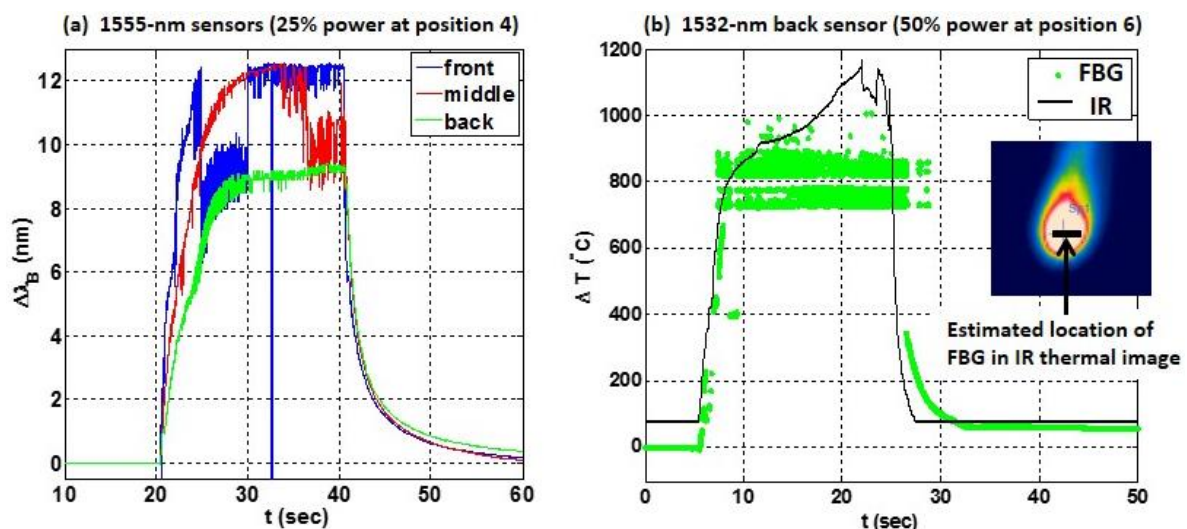 (a) 1555-nm sensors (25% power at position 4)
12
10
8
6
4
2
0
10
20
30
40
50
60
Δλ_B (nm)
t (sec)
front
middle
back
(b) 1532-nm back sensor (50% power at position 6)
1200
1000
800
600
400
200
0
0
10
20
30
40
50
Δ T (°C)
t (sec)
FBG
IR
Estimated location of
FBG in IR thermal image